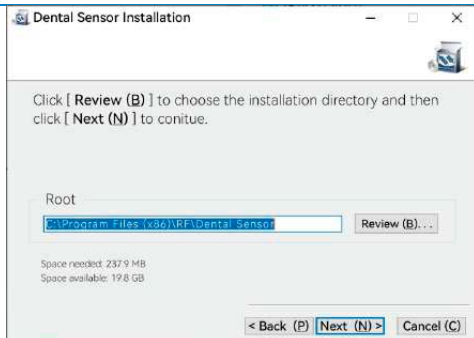 Dental Sensor Installation
Click [ Review (B) ] to choose the installation directory and then
click [ Next (N) ] to conitue.
Root
C:\Program Files (x86)\RF\Dental Sensor
Review (B)...
Space needed: 237.9 MB
Space available: 19.8 GB
< Back (P) Next (N) > Cancel (C)